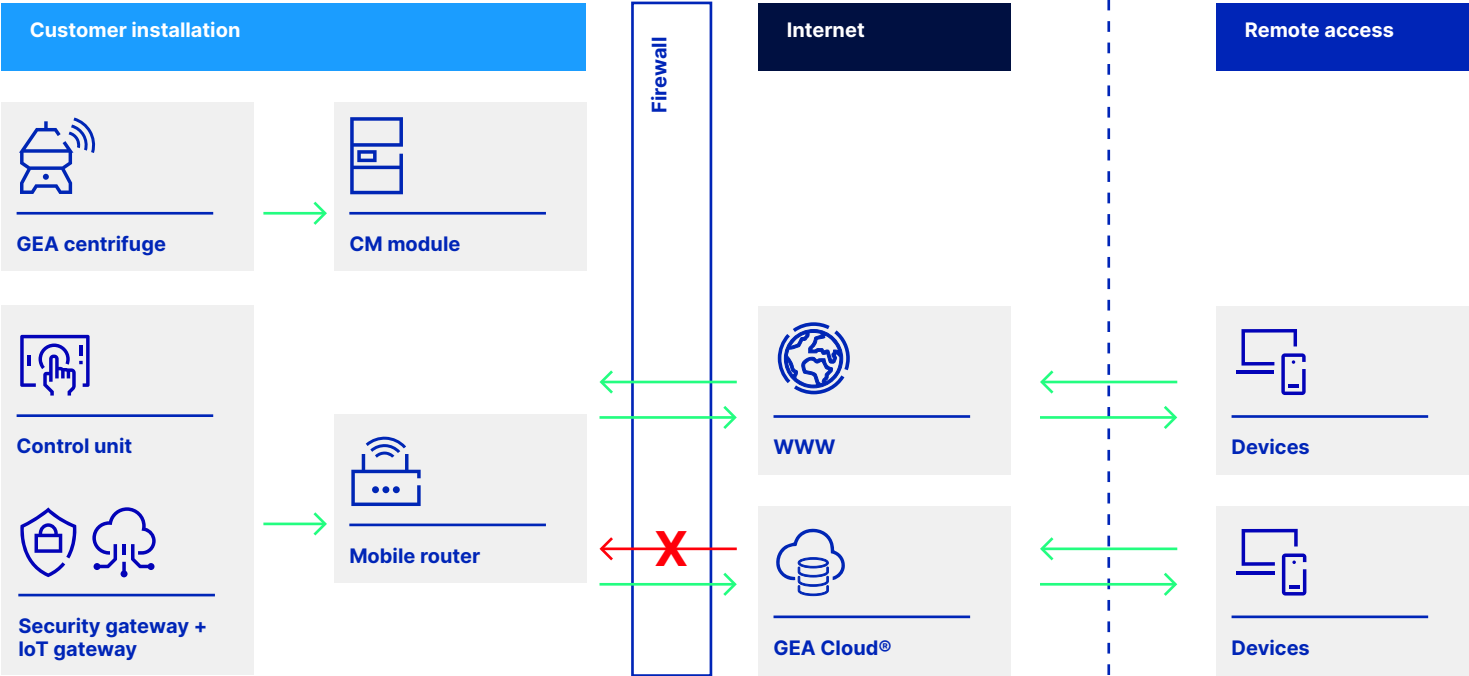 Customer installation
Firewall
Internet
Remote access
GEA centrifuge
CM module
Control unit
WWW
Devices
Mobile router
X
Security gateway +
IoT gateway
GEA Cloud®
Devices